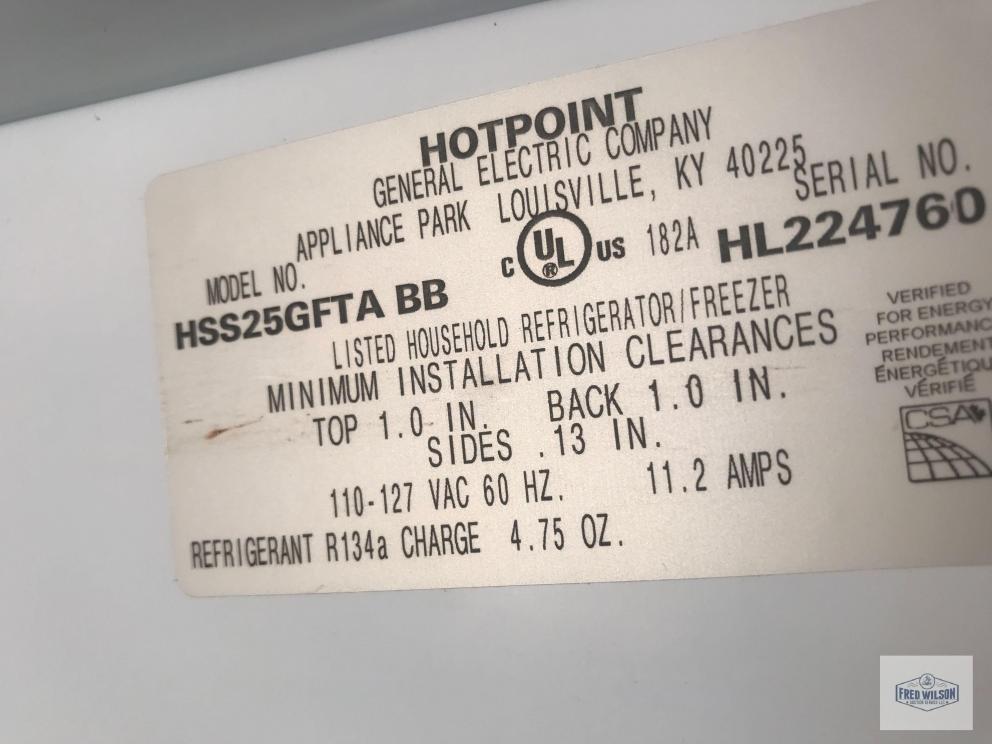 HOTPOINT
GENERAL ELECTRIC COMPANY
APPLIANCE PARK LOUISVILLE, KY 40225
MODEL NO.
HSS25GFTA BB
C UL ® US 182A
SERIAL NO.
HL224760
LISTED HOUSEHOLD REFRIGERATOR/FREEZER
MINIMUM INSTALLATION CLEARANCES
TOP 1.0 IN. BACK 1.0 IN.
SIDES .13 IN.
110-127 VAC 60 HZ. 11.2 AMPS
REFRIGERANT R134a CHARGE 4.75 OZ.
VERIFIED
FOR ENERGY
PERFORMANC
RENDEMENT
ÉNERGÉTIQU
VÉRIFIÉ
CSA
FRED WILSON
AUCTION SERVICE LLC